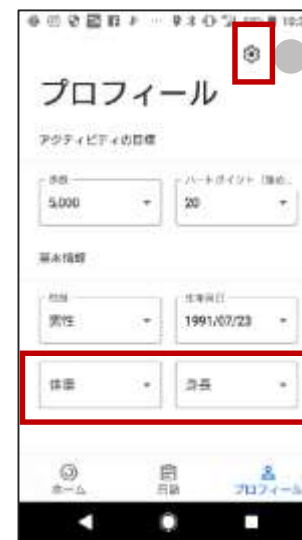 プロフィール
アクティビティの目標
歩数
ハートポイント（強め...
5,000
20
基本情報
性別
生年月日
男性
1991/07/23
体重
身長
ホーム
日誌
プロフィール